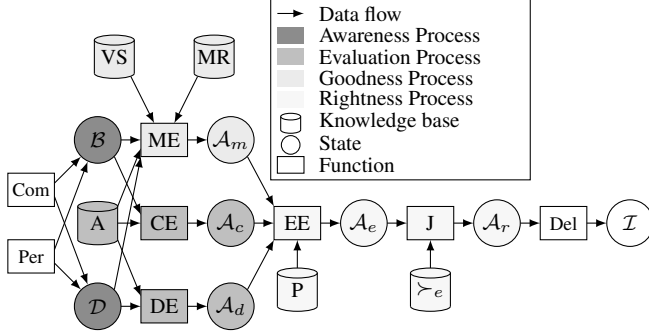 Data flow
Awareness Process
Evaluation Process
Goodness Process
Rightness Process
Knowledge base
State
Function
VS MR
ℬ ME 𝒜m
Com
A CE 𝒜c EE 𝒜e J 𝒜r Del ℐ
Per
𝒟 DE 𝒜d P ≻e